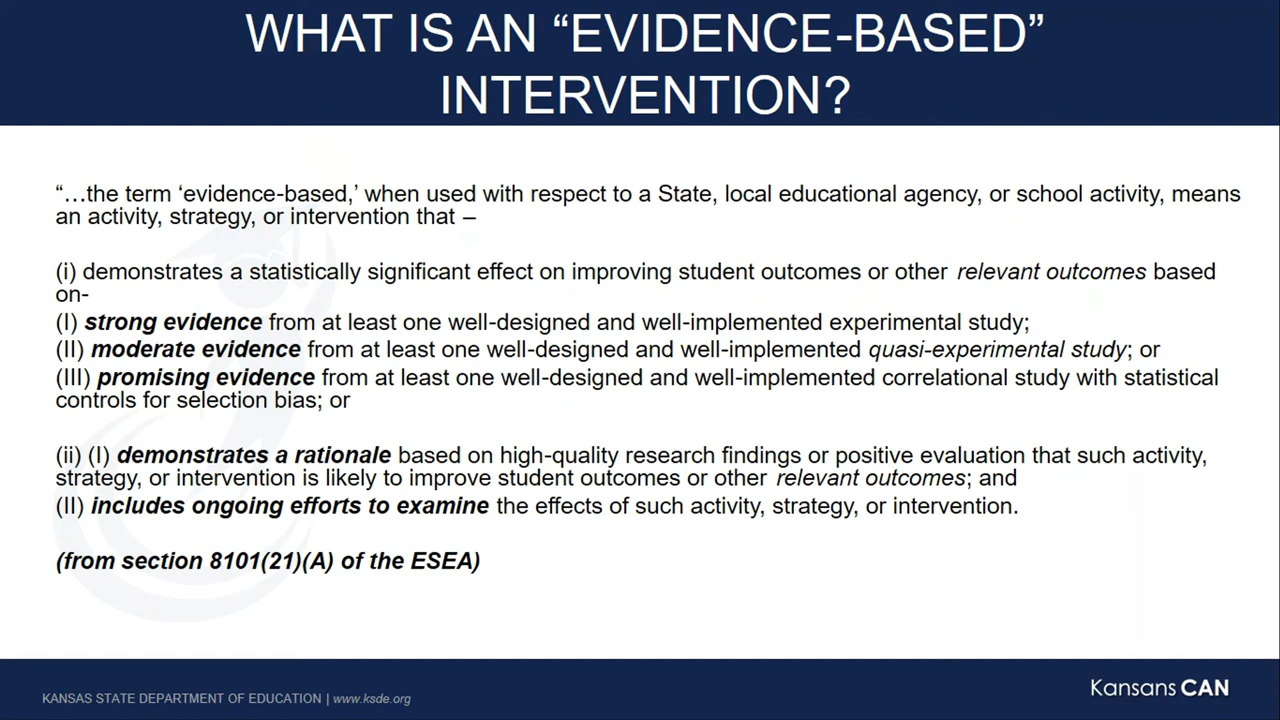 WHAT IS AN “EVIDENCE-BASED”
INTERVENTION?
“…the term ‘evidence-based,’ when used with respect to a State, local educational agency, or school activity, means
an activity, strategy, or intervention that –
(i) demonstrates a statistically significant effect on improving student outcomes or other relevant outcomes based
on-
(I) strong evidence from at least one well-designed and well-implemented experimental study;
(II) moderate evidence from at least one well-designed and well-implemented quasi-experimental study; or
(III) promising evidence from at least one well-designed and well-implemented correlational study with statistical
controls for selection bias; or
(ii) (I) demonstrates a rationale based on high-quality research findings or positive evaluation that such activity,
strategy, or intervention is likely to improve student outcomes or other relevant outcomes; and
(II) includes ongoing efforts to examine the effects of such activity, strategy, or intervention.
(from section 8101(21)(A) of the ESEA)
KANSAS STATE DEPARTMENT OF EDUCATION | www.ksde.org
KansansCAN